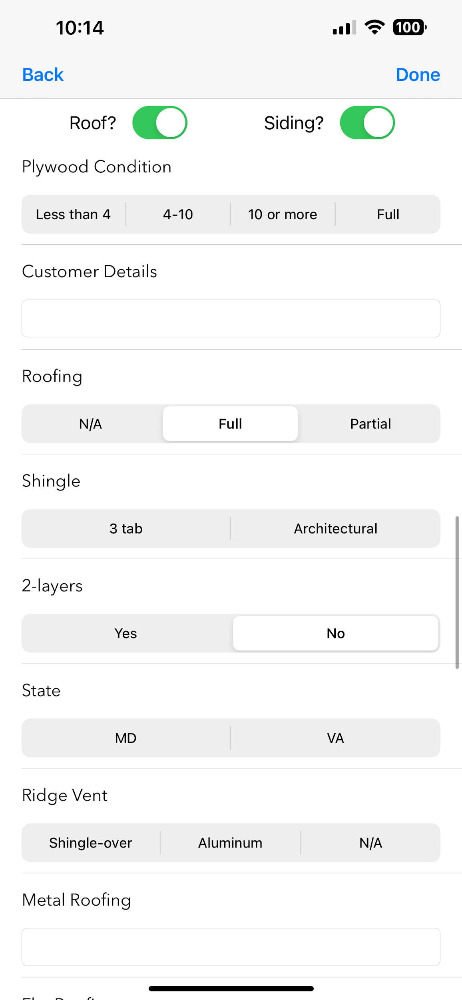 10:14
100
Back Done
Roof? Siding?
Plywood Condition
Less than 4 4-10 10 or more Full
Customer Details
Roofing
N/A Full Partial
Shingle
3 tab Architectural
2-layers
Yes No
State
MD VA
Ridge Vent
Shingle-over Aluminum N/A
Metal Roofing